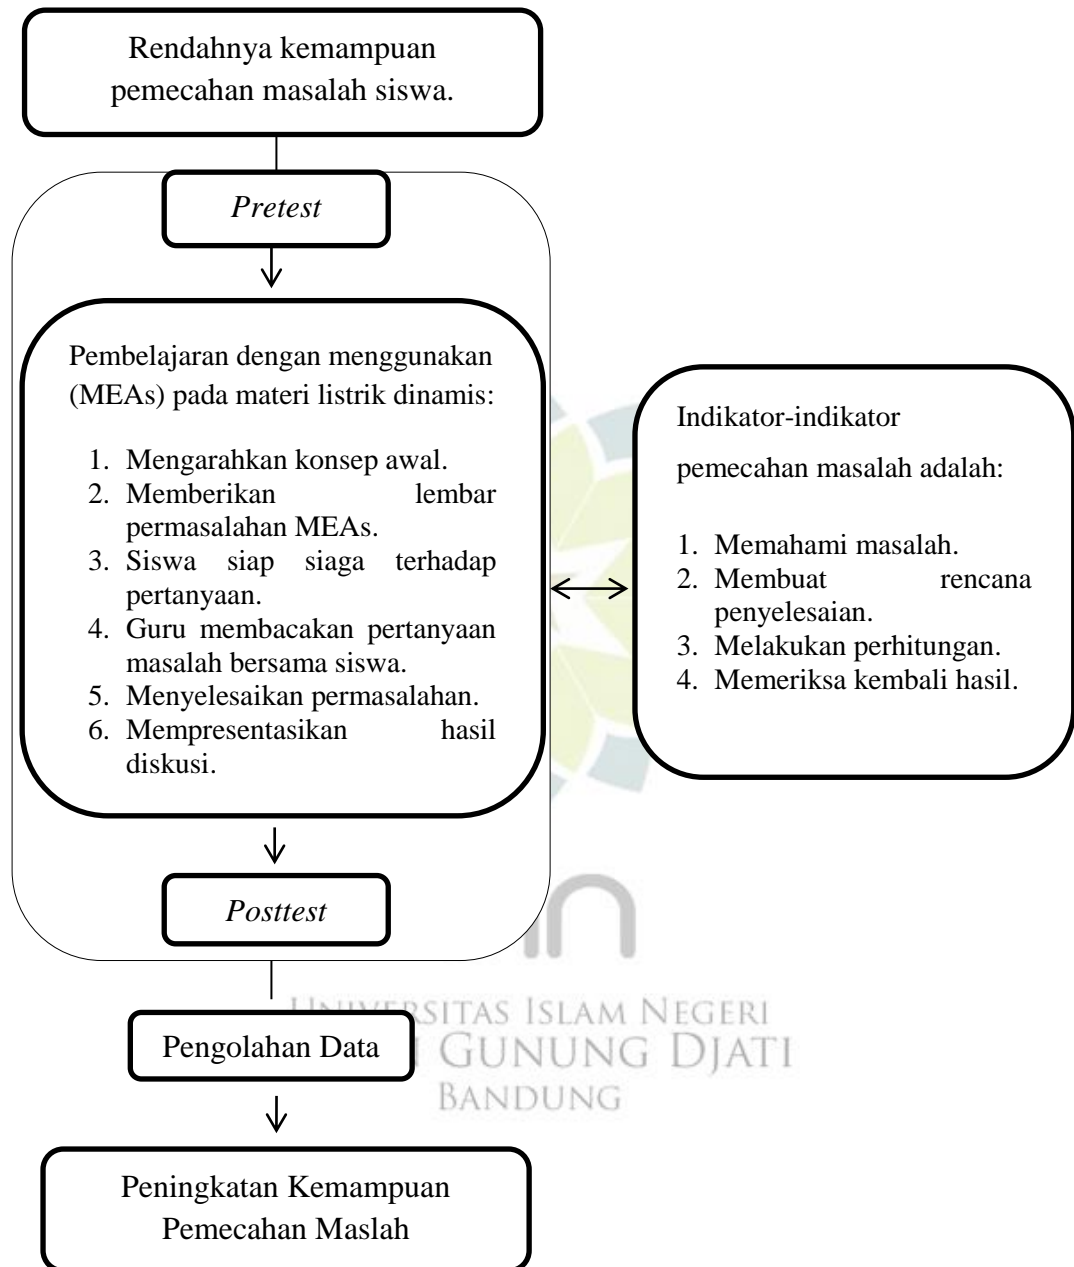 Rendahnya kemampuan
pemecahan masalah siswa.
Pretest
Pembelajaran dengan menggunakan
(MEAs) pada materi listrik dinamis:
1. Mengarahkan konsep awal.
2. Memberikan lembar
permasalahan MEAs.
3. Siswa siap siaga terhadap
pertanyaan.
4. Guru membacakan pertanyaan
masalah bersama siswa.
5. Menyelesaikan permasalahan.
6. Mempresentasikan hasil
diskusi.
Indikator-indikator
pemecahan masalah adalah:
1. Memahami masalah.
2. Membuat rencana
penyelesaian.
3. Melakukan perhitungan.
4. Memeriksa kembali hasil.
Posttest
UNIVERSITAS ISLAM NEGERI
GUNUNG DJATI
BANDUNG
Pengolahan Data
Peningkatan Kemampuan
Pemecahan Maslah